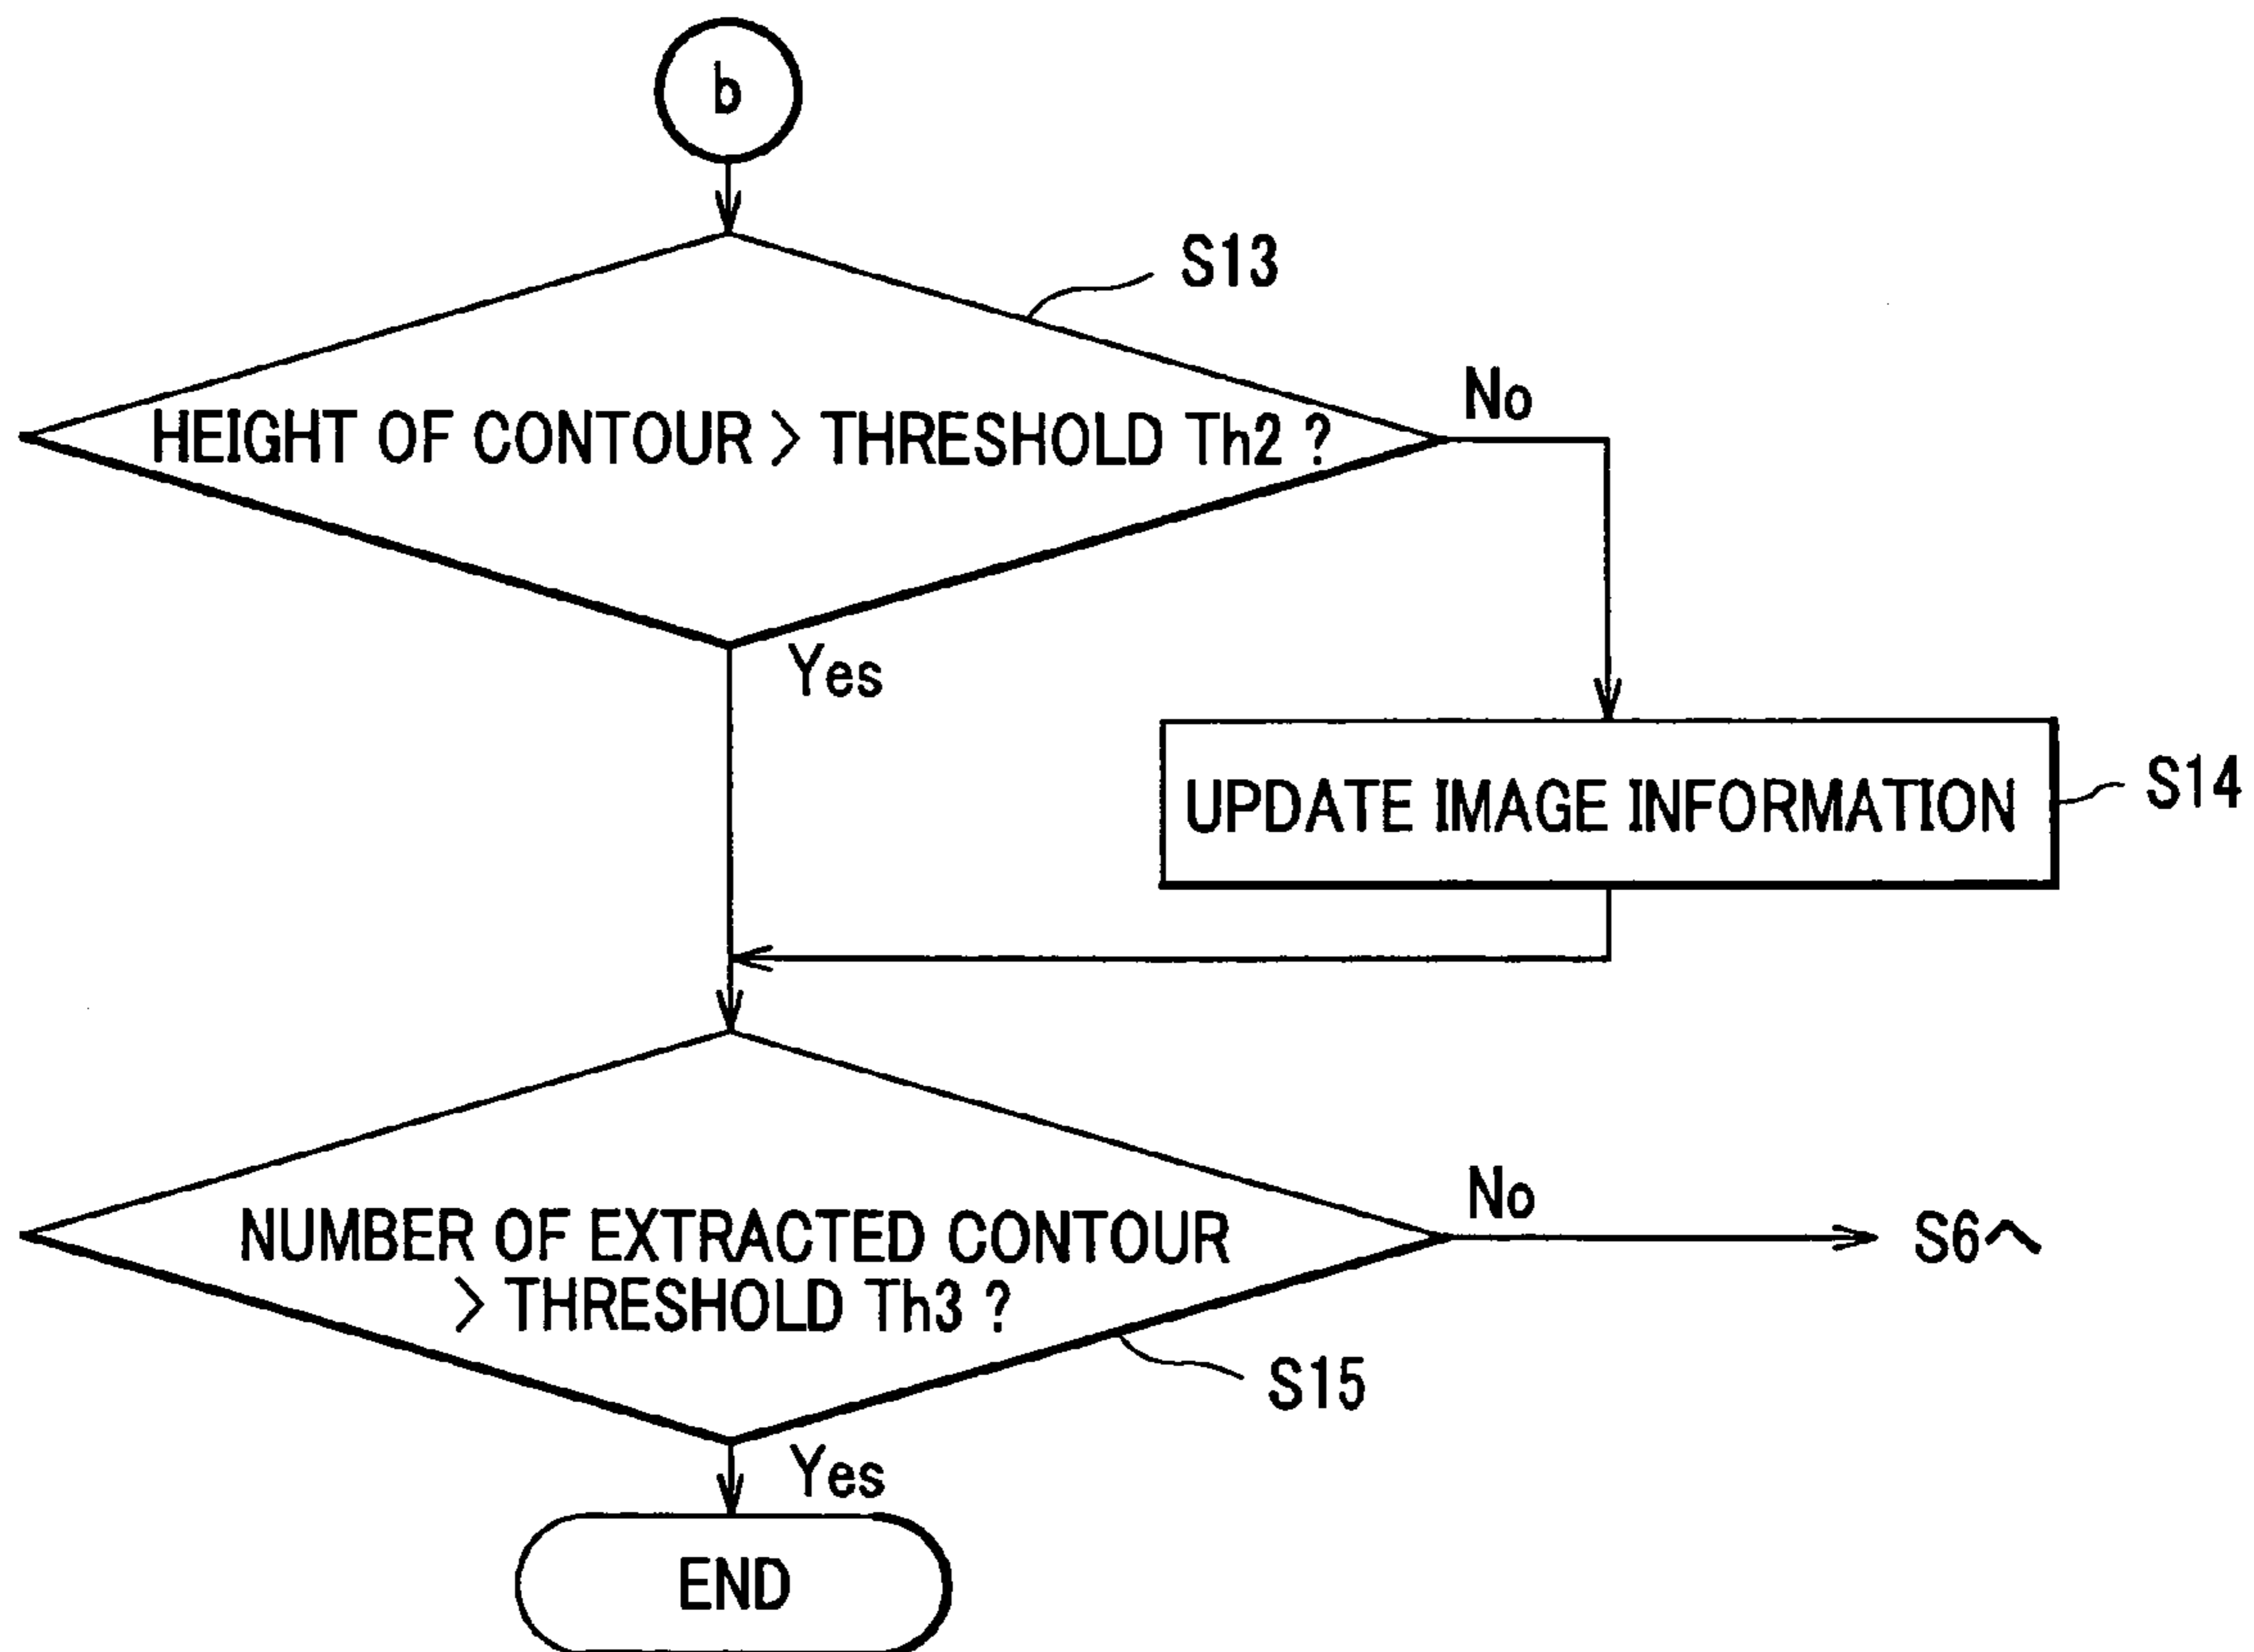 b
S13
HEIGHT OF CONTOUR > THRESHOLD Th2 ?
No
Yes
UPDATE IMAGE INFORMATION
S14
NUMBER OF EXTRACTED CONTOUR
> THRESHOLD Th3 ?
No
S6へ
S15
Yes
END